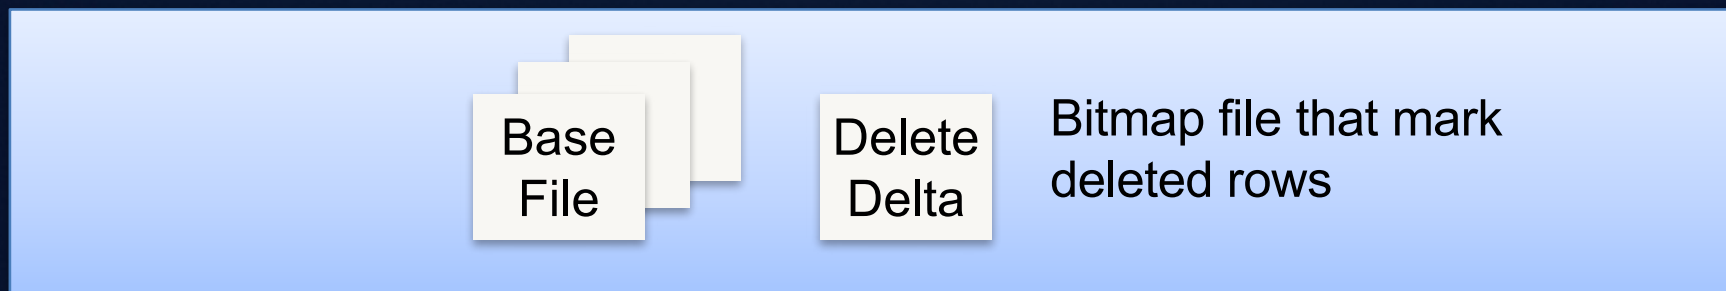 Base
File
Delete
Delta
Bitmap file that mark
deleted rows